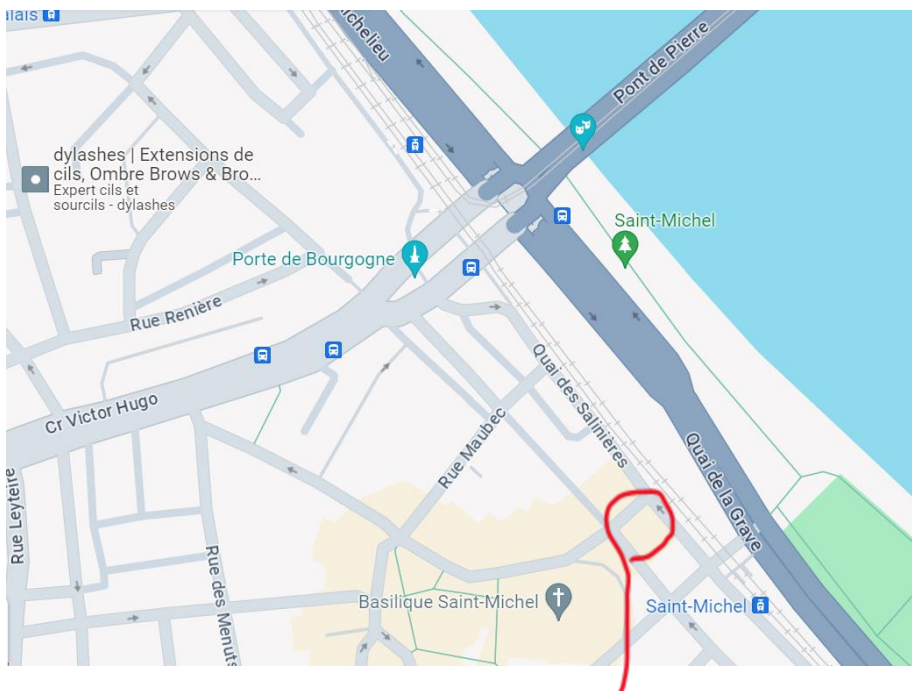 alais
ichelieu
Pont de Pierre
dylashes | Extensions de
cils, Ombre Brows & Bro...
Expert cils et
sourcils - dylashes
Saint-Michel
Porte de Bourgogne
Rue Renière
Quai des Salinières
Cr Victor Hugo
Rue Maubec
Quai de la Grave
Rue Leyteire
Rue des Menuts
Basilique Saint-Michel
Saint-Michel